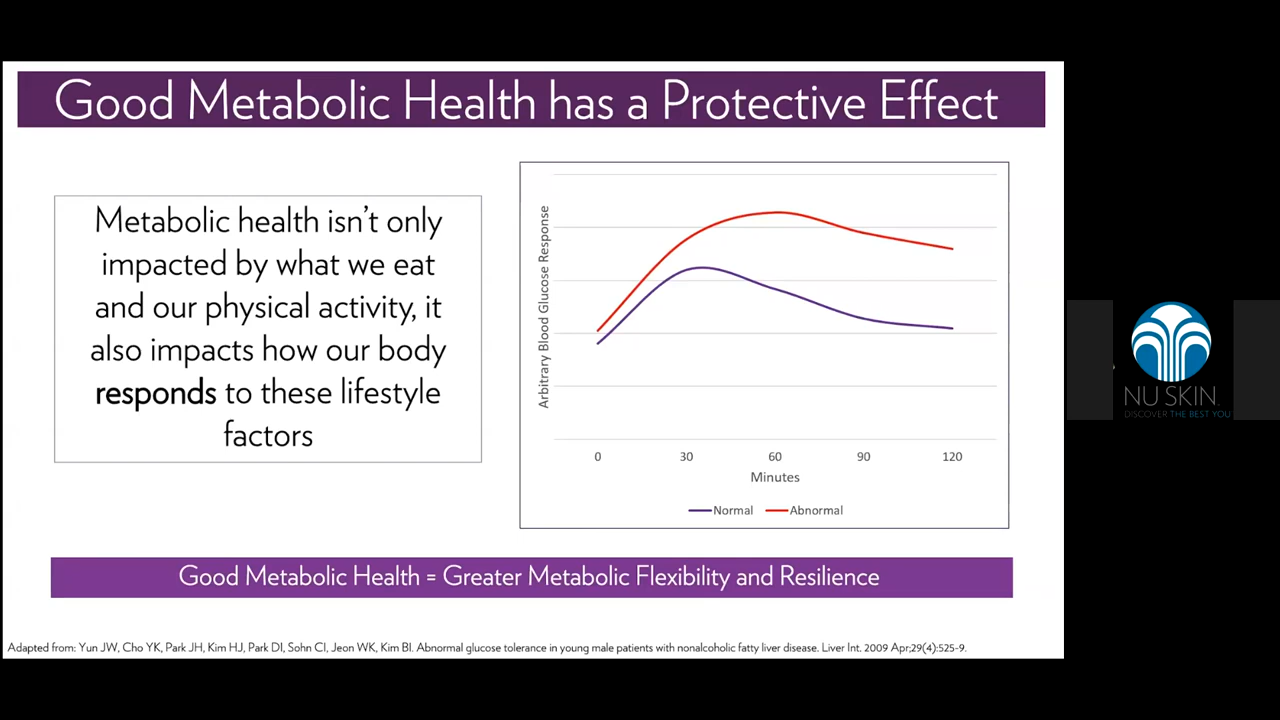 Good Metabolic Health has a Protective Effect
Metabolic health isn't only
impacted by what we eat
and our physical activity, it
also impacts how our body
responds to these lifestyle
factors
Arbitrary Blood Glucose Response
0 30 60 90 120
Minutes
Normal Abnormal
Good Metabolic Health = Greater Metabolic Flexibility and Resilience
Adapted from: Yun JW, Cho YK, Park JH, Kim HJ, Park DI, Sohn CI, Jeon WK, Kim BI. Abnormal glucose tolerance in young male patients with nonalcoholic fatty liver disease. Liver Int. 2009 Apr;29(4):525-9.
NU SKIN.
DISCOVER THE BEST YOU